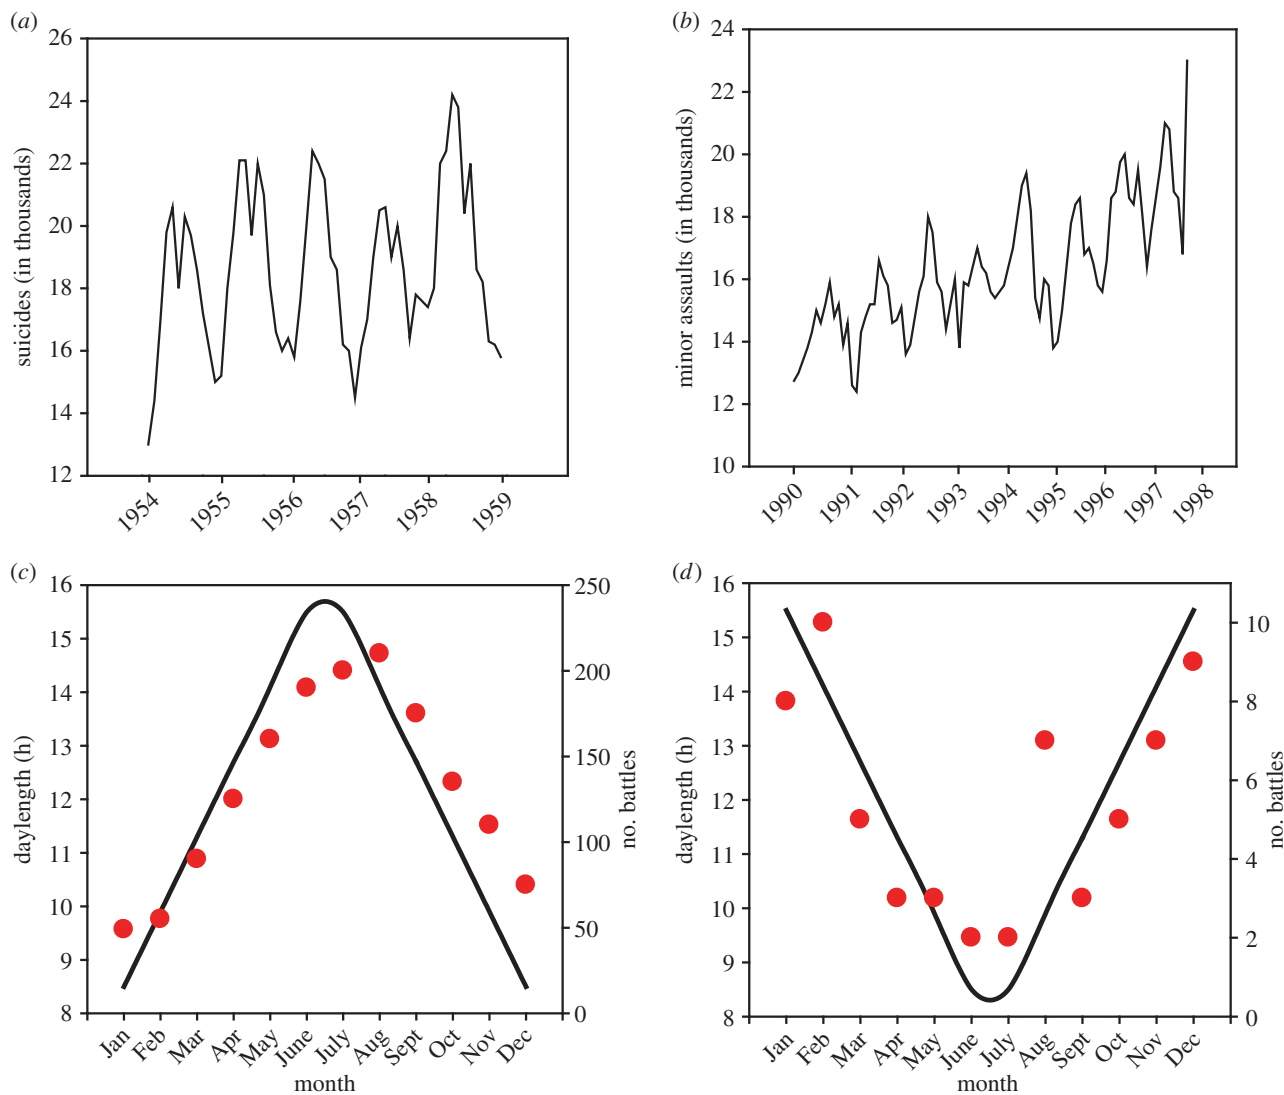 (a)
suicides (in thousands)
26
24
22
20
18
16
14
12
1954
1955
1956
1957
1958
1959
(b)
minor assaults (in thousands)
24
22
20
18
16
14
12
10
1990
1991
1992
1993
1994
1995
1996
1997
1998
(c)
daylength (h)
16
15
14
13
12
11
10
9
8
250
200
150
100
50
0
no. battles
Jan
Feb
Mar
Apr
May
June
July
Aug
Sept
Oct
Nov
Dec
month
(d)
daylength (h)
16
15
14
13
12
11
10
9
8
10
8
6
4
2
0
no. battles
Jan
Feb
Mar
Apr
May
June
July
Aug
Sept
Oct
Nov
Dec
month